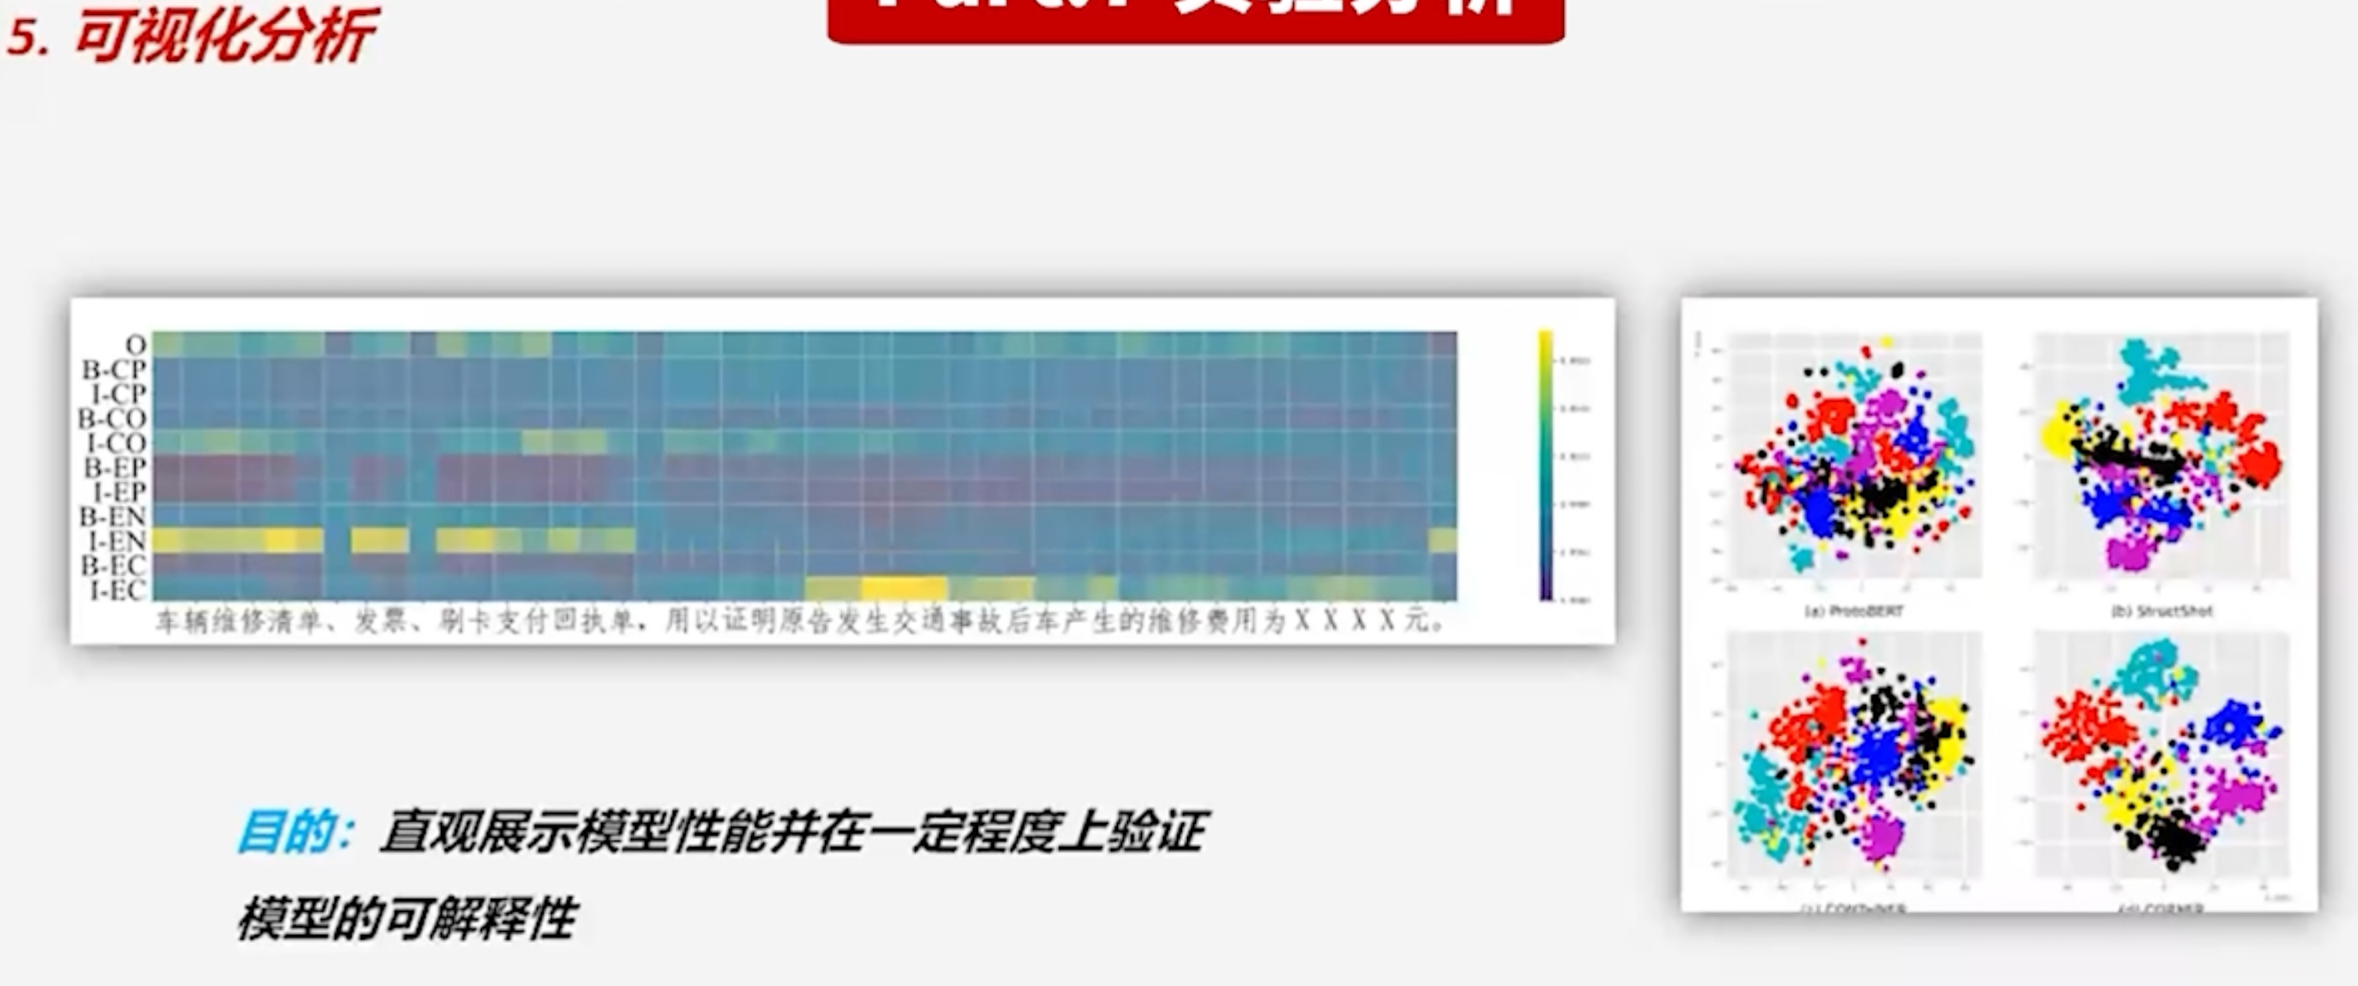 5. 可视化分析
O
B-CP
I-CP
B-CO
I-CO
B-EP
I-EP
B-EN
I-EN
B-EC
I-EC
车辆维修清单、发票、刷卡支付回执单，用以证明原告发生交通事故后车产生的维修费用为XXXX元。
(a) ProtoBERT
(b) StructShot
(c) CONTaiNER
目的：直观展示模型性能并在一定程度上验证
模型的可解释性